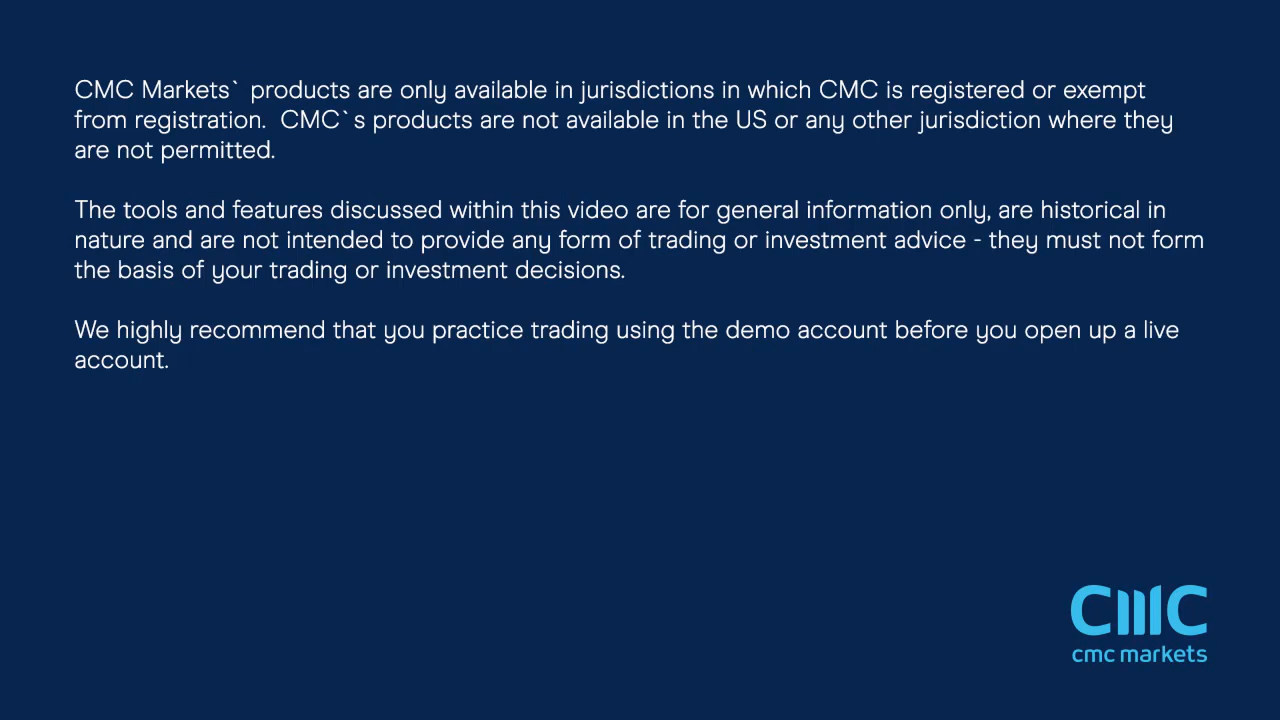 CMC Markets` products are only available in jurisdictions in which CMC is registered or exempt
from registration.  CMC`s products are not available in the US or any other jurisdiction where they
are not permitted.
The tools and features discussed within this video are for general information only, are historical in
nature and are not intended to provide any form of trading or investment advice - they must not form
the basis of your trading or investment decisions.
We highly recommend that you practice trading using the demo account before you open up a live
account.
CMC
cmc markets